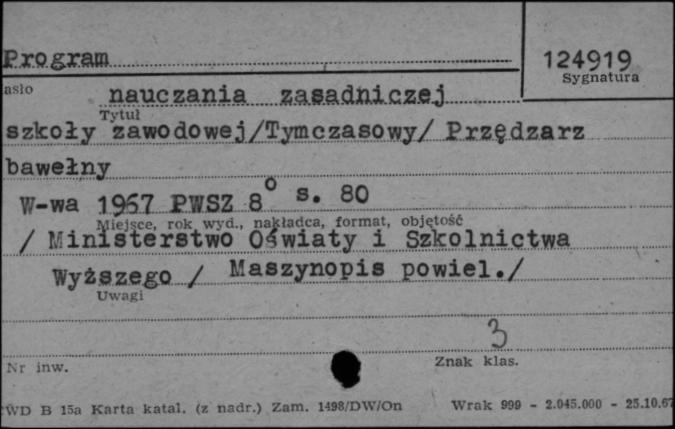 Program
124919
Sygnatura
asło
nauczania zasadniczej
Tytuł
szkoły zawodowej/Tymczasowy/ Przędzarz
bawełny
W-wa 1967 PWSZ 8° s. 80
Miejsce, rok wyd., nakładca, format, objętość
/ Ministerstwo Oświaty i Szkolnictwa
Wyższego / Maszynopis powiel./
Uwagi
3
Nr inw.
Znak klas.
CWD B 15a Karta katal. (z nadr.) Zam. 1498/DW/On Wrak 999 - 2.045.000 - 25.10.67